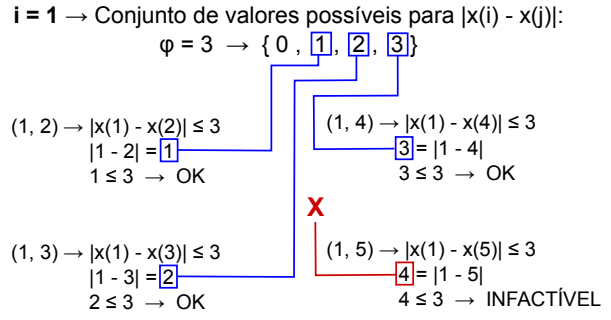 i = 1 → Conjunto de valores possíveis para |x(i) - x(j)|:
φ = 3 → { 0 , 1, 2, 3}
(1, 2) → |x(1) - x(2)| ≤ 3
|1 - 2| = 1
1 ≤ 3 → OK
(1, 4) → |x(1) - x(4)| ≤ 3
3 = |1 - 4|
3 ≤ 3 → OK
X
(1, 3) → |x(1) - x(3)| ≤ 3
|1 - 3| = 2
2 ≤ 3 → OK
(1, 5) → |x(1) - x(5)| ≤ 3
4 = |1 - 5|
4 ≤ 3 → INFACTÍVEL